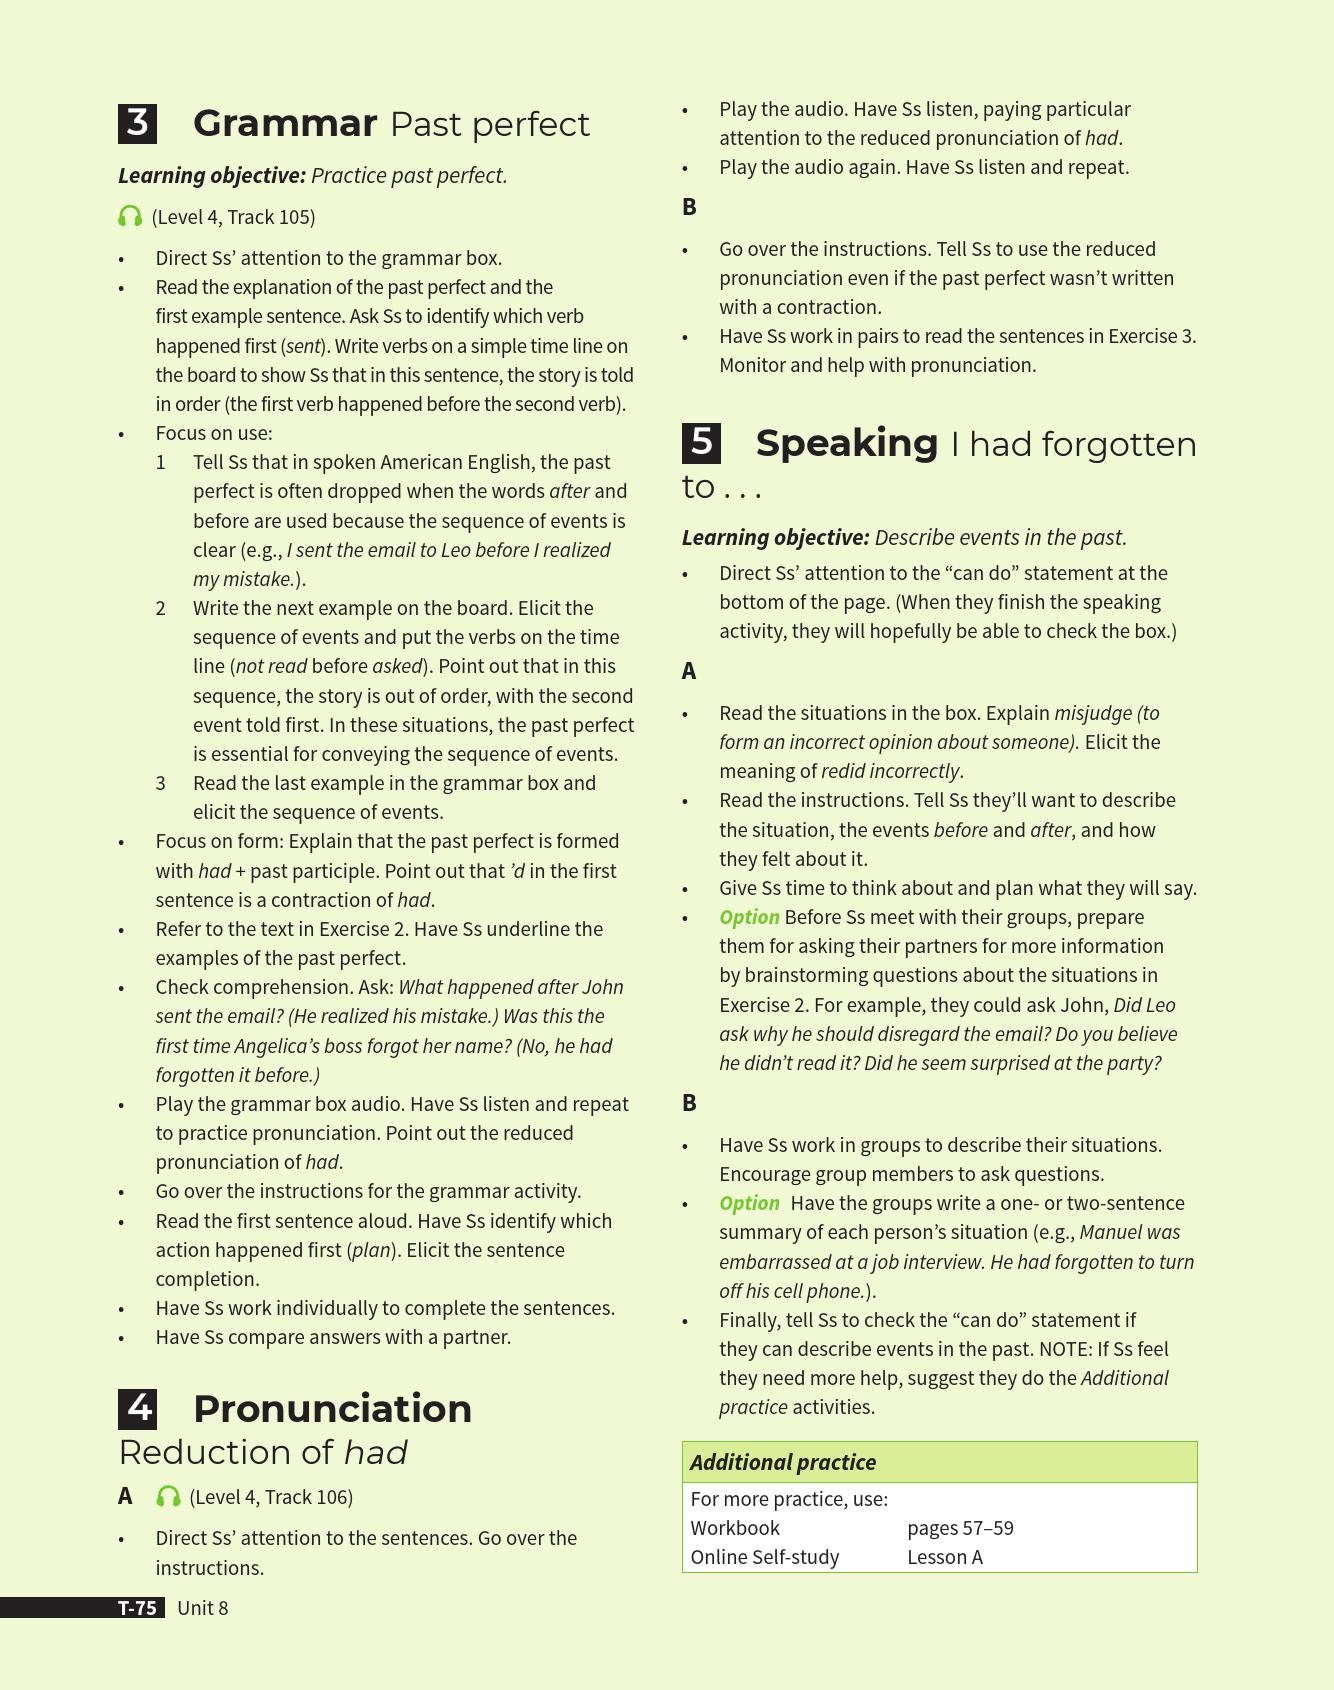 3 Grammar Past perfect
Learning objective: Practice past perfect.
(Level 4, Track 105)
• Direct Ss’ attention to the grammar box.
• Read the explanation of the past perfect and the
first example sentence. Ask Ss to identify which verb
happened first (sent). Write verbs on a simple time line on
the board to show Ss that in this sentence, the story is told
in order (the first verb happened before the second verb).
• Focus on use:
1 Tell Ss that in spoken American English, the past
perfect is often dropped when the words after and
before are used because the sequence of events is
clear (e.g., I sent the email to Leo before I realized
my mistake.).
2 Write the next example on the board. Elicit the
sequence of events and put the verbs on the time
line (not read before asked). Point out that in this
sequence, the story is out of order, with the second
event told first. In these situations, the past perfect
is essential for conveying the sequence of events.
3 Read the last example in the grammar box and
elicit the sequence of events.
• Focus on form: Explain that the past perfect is formed
with had + past participle. Point out that ’d in the first
sentence is a contraction of had.
• Refer to the text in Exercise 2. Have Ss underline the
examples of the past perfect.
• Check comprehension. Ask: What happened after John
sent the email? (He realized his mistake.) Was this the
first time Angelica’s boss forgot her name? (No, he had
forgotten it before.)
• Play the grammar box audio. Have Ss listen and repeat
to practice pronunciation. Point out the reduced
pronunciation of had.
• Go over the instructions for the grammar activity.
• Read the first sentence aloud. Have Ss identify which
action happened first (plan). Elicit the sentence
completion.
• Have Ss work individually to complete the sentences.
• Have Ss compare answers with a partner.
4 Pronunciation
Reduction of had
A (Level 4, Track 106)
• Direct Ss’ attention to the sentences. Go over the
instructions.
• Play the audio. Have Ss listen, paying particular
attention to the reduced pronunciation of had.
• Play the audio again. Have Ss listen and repeat.
B
• Go over the instructions. Tell Ss to use the reduced
pronunciation even if the past perfect wasn’t written
with a contraction.
• Have Ss work in pairs to read the sentences in Exercise 3.
Monitor and help with pronunciation.
5 Speaking I had forgotten
to . . .
Learning objective: Describe events in the past.
• Direct Ss’ attention to the “can do” statement at the
bottom of the page. (When they finish the speaking
activity, they will hopefully be able to check the box.)
A
• Read the situations in the box. Explain misjudge (to
form an incorrect opinion about someone). Elicit the
meaning of redid incorrectly.
• Read the instructions. Tell Ss they’ll want to describe
the situation, the events before and after, and how
they felt about it.
• Give Ss time to think about and plan what they will say.
• Option Before Ss meet with their groups, prepare
them for asking their partners for more information
by brainstorming questions about the situations in
Exercise 2. For example, they could ask John, Did Leo
ask why he should disregard the email? Do you believe
he didn’t read it? Did he seem surprised at the party?
B
• Have Ss work in groups to describe their situations.
Encourage group members to ask questions.
• Option Have the groups write a one- or two-sentence
summary of each person’s situation (e.g., Manuel was
embarrassed at a job interview. He had forgotten to turn
off his cell phone.).
• Finally, tell Ss to check the “can do” statement if
they can describe events in the past. NOTE: If Ss feel
they need more help, suggest they do the Additional
practice activities.
Additional practice
For more practice, use:
Workbook pages 57–59
Online Self-study Lesson A
T-75 Unit 8